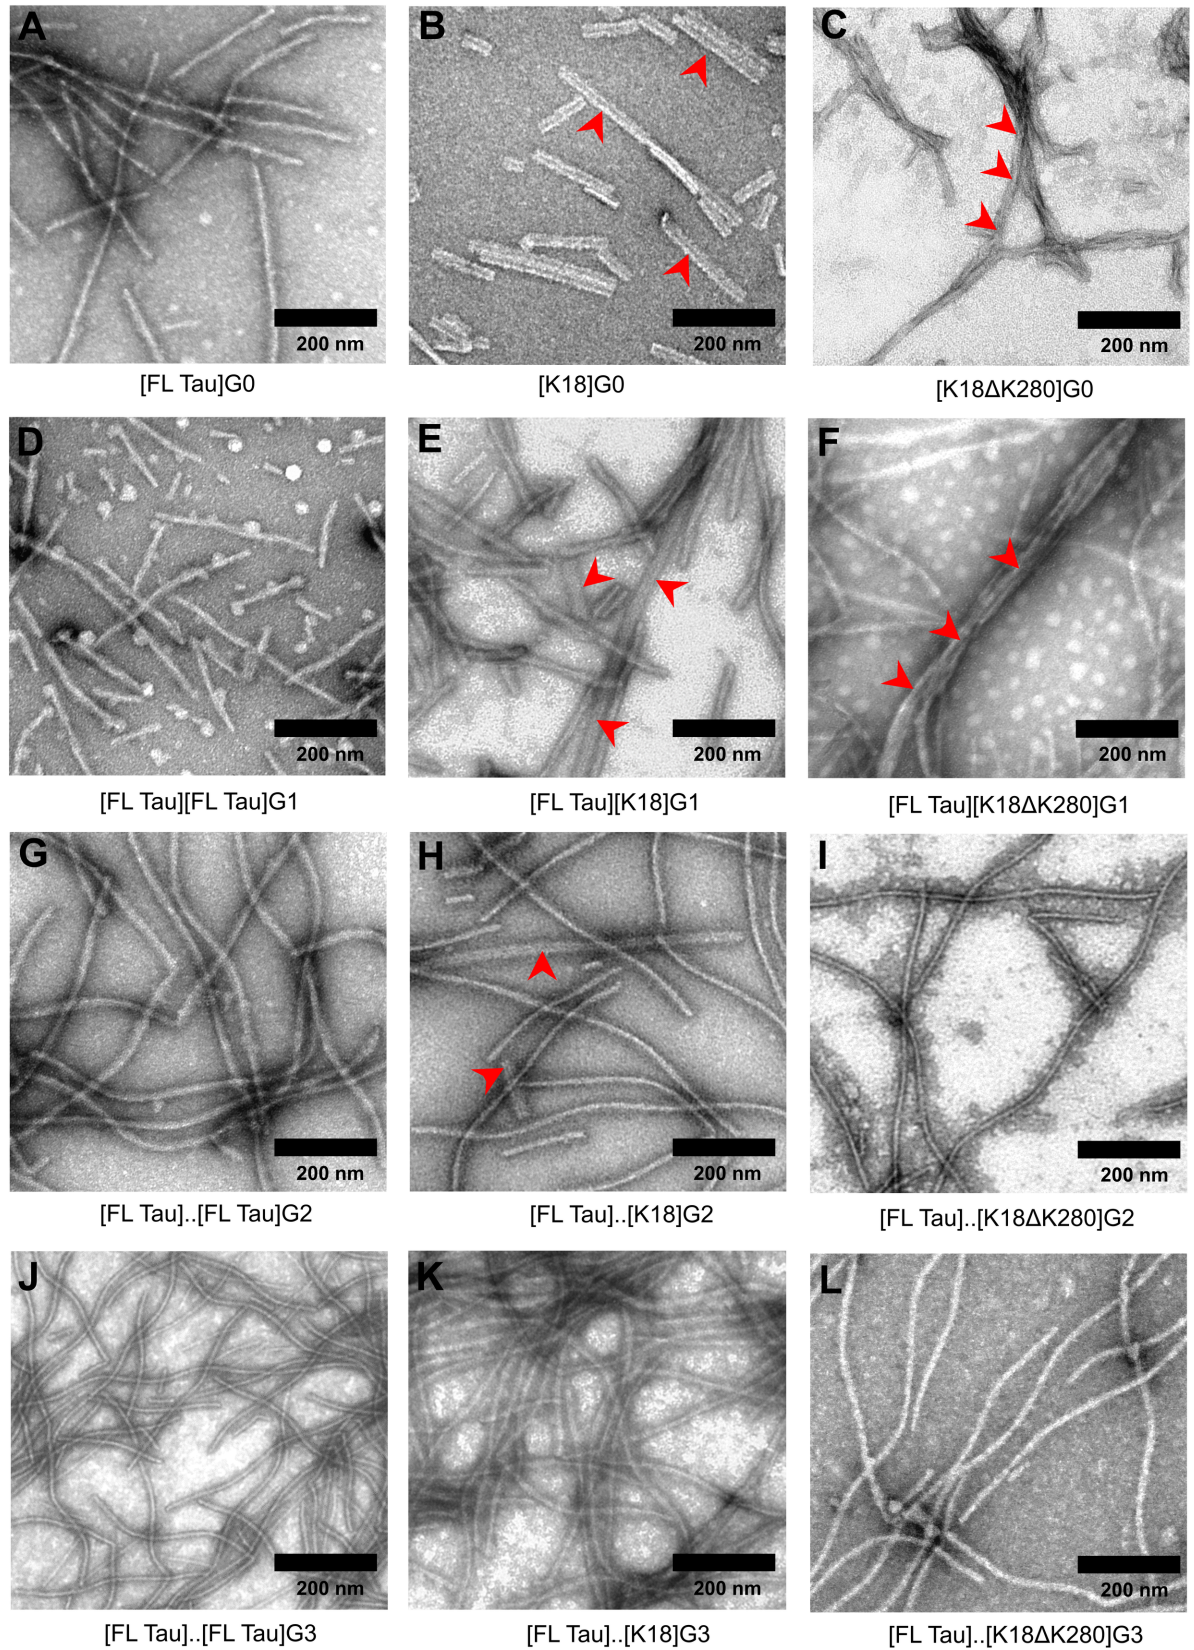 A
B
C
200 nm
200 nm
200 nm
[FL Tau]G0
[K18]G0
[K18ΔK280]G0
D
E
F
200 nm
200 nm
200 nm
[FL Tau][FL Tau]G1
[FL Tau][K18]G1
[FL Tau][K18ΔK280]G1
G
H
I
200 nm
200 nm
200 nm
[FL Tau]..[FL Tau]G2
[FL Tau]..[K18]G2
[FL Tau]..[K18ΔK280]G2
J
K
L
200 nm
200 nm
200 nm
[FL Tau]..[FL Tau]G3
[FL Tau]..[K18]G3
[FL Tau]..[K18ΔK280]G3